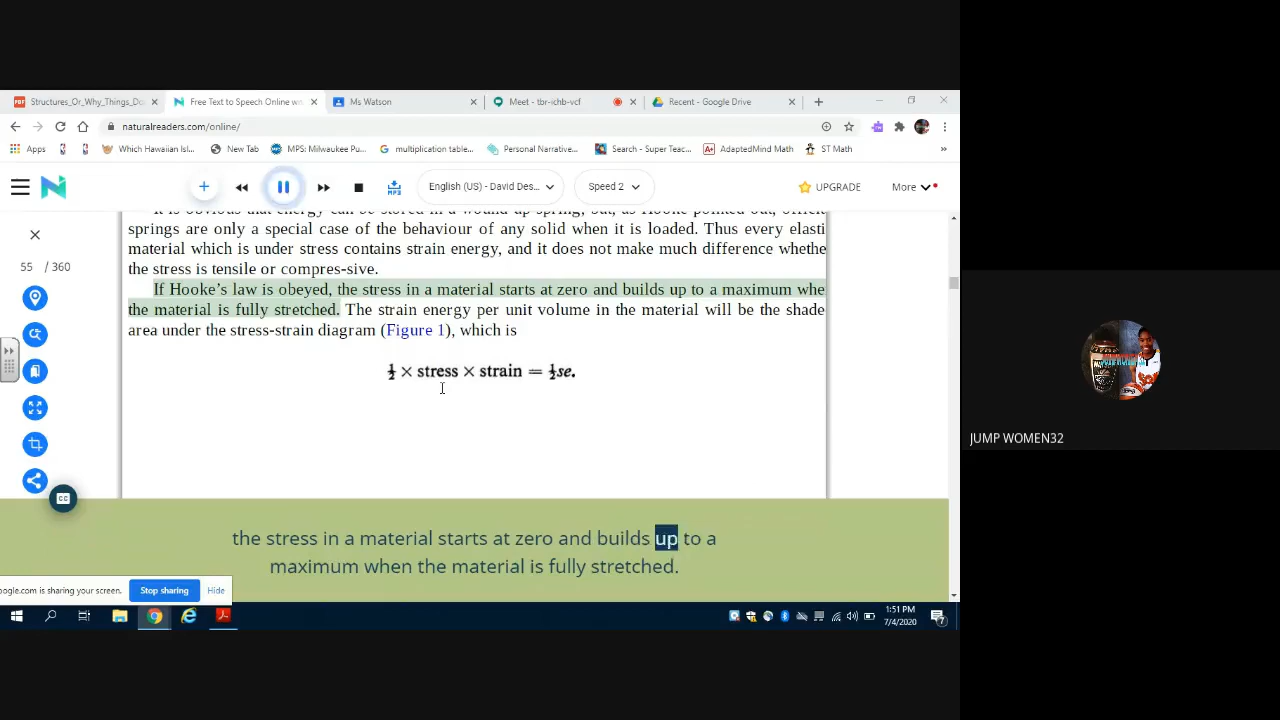 Structures_Or_Why_Things_Do
Free Text to Speech Online wi
Ms Watson
Meet - tbr-ichb-vcf
Recent - Google Drive
naturalreaders.com/online/
Apps
Which Hawaiian Isl...
New Tab
MPS: Milwaukee Pu...
multiplication table...
Personal Narrative...
Search - Super Teac...
AdaptedMind Math
ST Math
MP3
English (US) - David Des...
Speed 2
UPGRADE
More
55 / 360
springs are only a special case of the behaviour of any solid when it is loaded. Thus every elasti
material which is under stress contains strain energy, and it does not make much difference whethe
the stress is tensile or compres-sive.
If Hooke's law is obeyed, the stress in a material starts at zero and builds up to a maximum whe
the material is fully stretched. The strain energy per unit volume in the material will be the shade
area under the stress-strain diagram (Figure 1), which is
½ × stress × strain = ½se.
CC
the stress in a material starts at zero and builds up to a
maximum when the material is fully stretched.
oogle.com is sharing your screen.
Stop sharing
Hide
1:51 PM
7/4/2020
JUMP WOMEN32